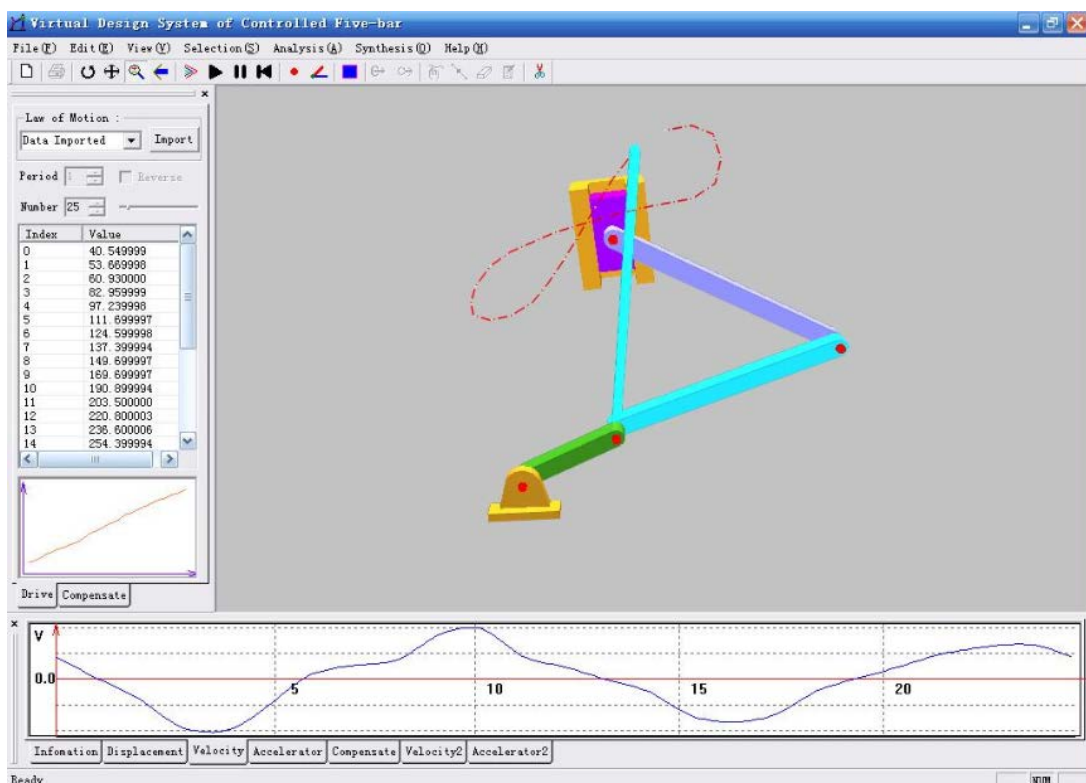 Virtual Design System of Controlled Five-bar
File(F) Edit(E) View(V) Selection(S) Analysis(A) Synthesis(Q) Help(H)
Law of Motion :
Data Imported Import
Period 1 Reverse
Number 25
Index Value
0 40.549999
1 53.669998
2 60.930000
3 82.959999
4 97.239998
5 111.699997
6 124.599998
7 137.399994
8 149.699997
9 169.699997
10 190.899994
11 203.500000
12 220.800003
13 236.600006
14 254.399994
Drive Compensate
V
0.0
5 10 15 20
Infomation Displacement Velocity Accelerator Compensate Velocity2 Accelerator2
Ready
NUM